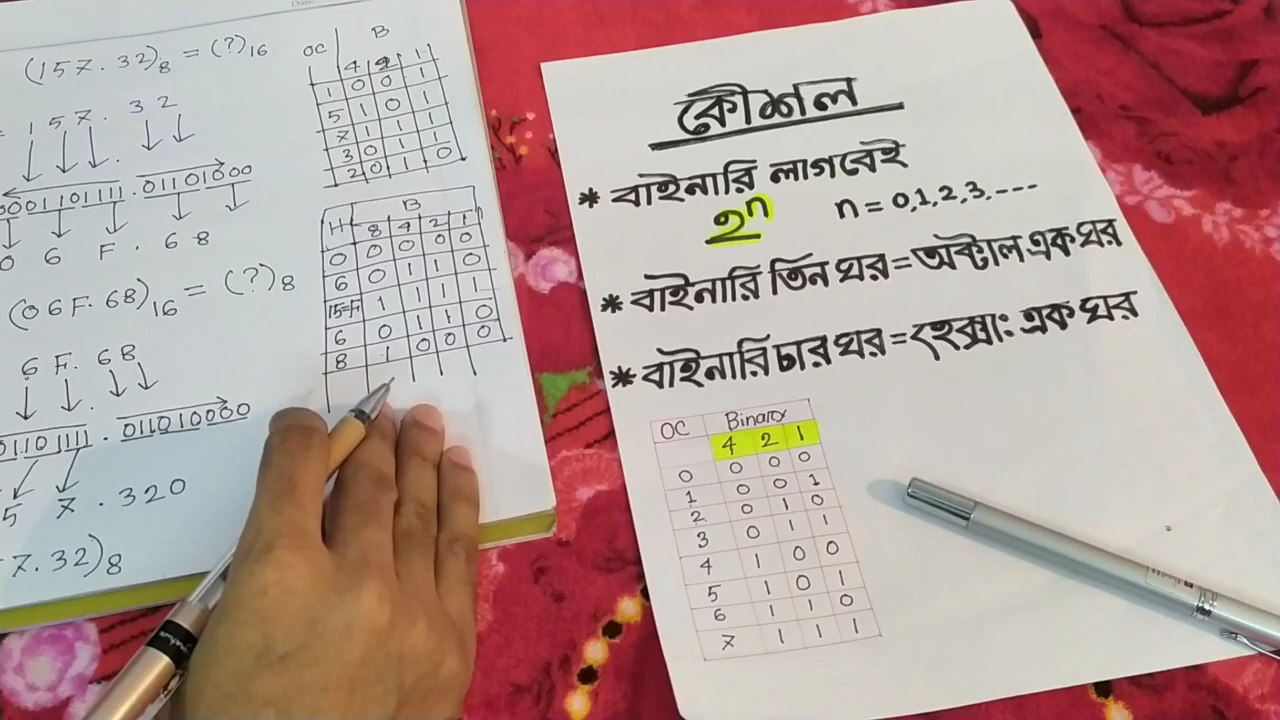 (157.32)₈ = (?)₁₆
= 157.32
000110 1111.01101000
0 6 F . 6 8
(06F.68)₁₆ = (?)₈
6 F. 6 8
01101111 . 011010000
5 7 . 320
7.32)₈
OC B
4 2 1
1 0 0 1
5 1 0 1
7 1 1 1
3 0 1 1
2 0 1 0
H B
8 4 2 1
0 0 0 0 0
6 0 1 1 0
15=F 1 1 1 1
6 0 1 1 0
8 1 0 0 0
কৌশল
* বাইনারি লাগবেই
2ⁿ n = 0,1,2,3,---
* বাইনারি তিন ঘর = অক্টাল এক ঘর
* বাইনারি চার ঘর = হেক্সাঃ এক ঘর
OC Binary
4 2 1
0 0 0 0
1 0 0 1
2 0 1 0
3 0 1 1
4 1 0 0
5 1 0 1
6 1 1 0
7 1 1 1